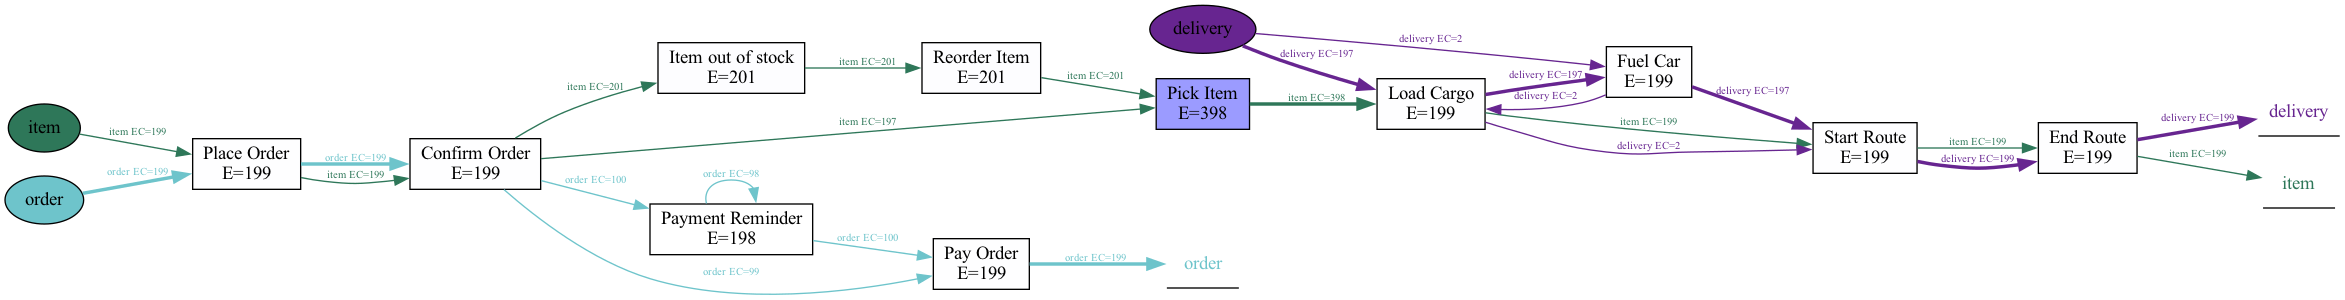 item
order
item EC=199
order EC=199
Place Order
E=199
order EC=199
item EC=199
Confirm Order
E=199
item EC=201
item EC=197
order EC=100
order EC=99
Item out of stock
E=201
item EC=201
Reorder Item
E=201
item EC=201
order EC=98
Payment Reminder
E=198
order EC=100
Pay Order
E=199
order EC=199
order
delivery
delivery EC=2
delivery EC=197
Pick Item
E=398
item EC=398
Load Cargo
E=199
delivery EC=197
delivery EC=2
item EC=199
delivery EC=2
Fuel Car
E=199
delivery EC=197
Start Route
E=199
item EC=199
delivery EC=199
End Route
E=199
delivery EC=199
item EC=199
delivery
item